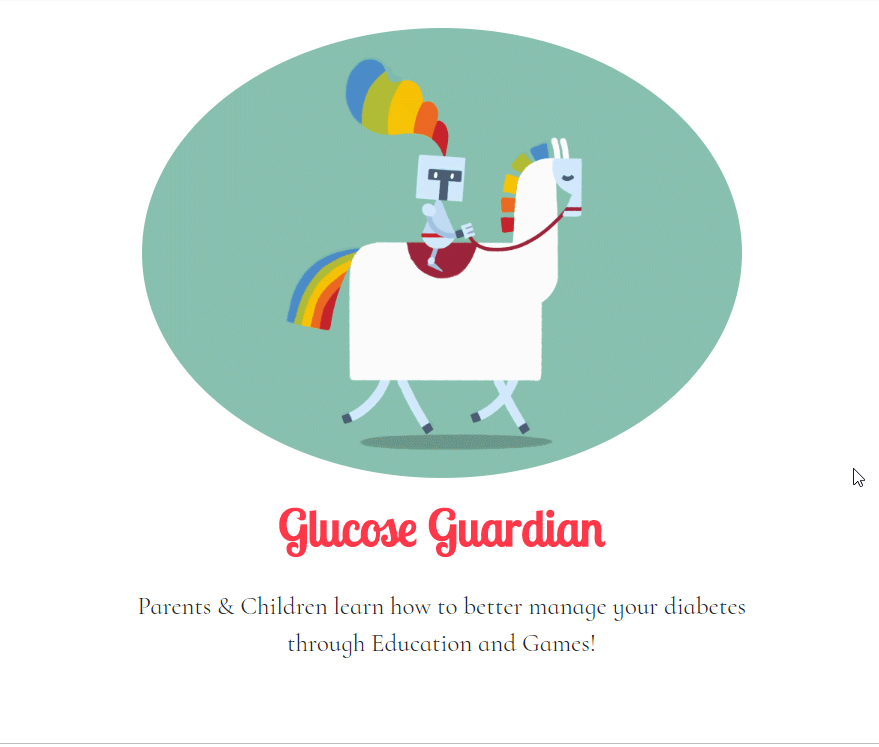 Glucose Guardian
Parents & Children learn how to better manage your diabetes
through Education and Games!